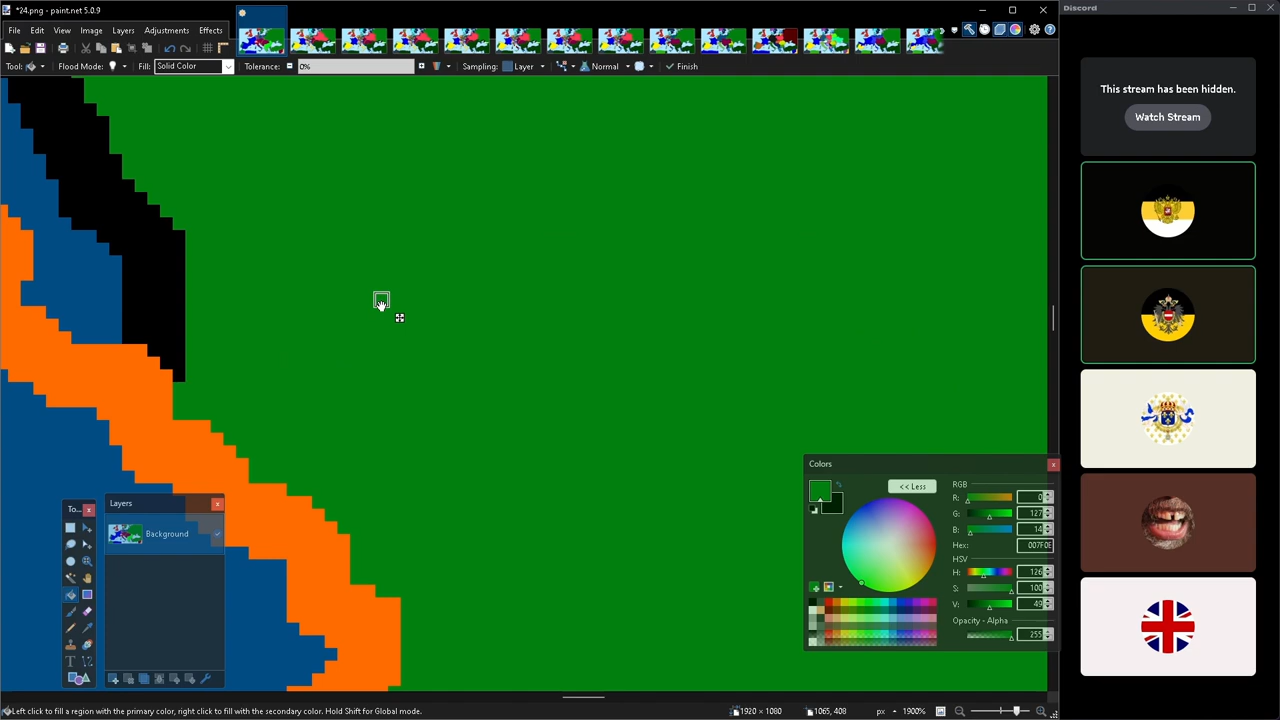 *24.png - paint.net 5.0.9
Discord
File Edit View Image Layers Adjustments Effects
Tool: Flood Mode: Fill: Solid Color Tolerance: 0% Sampling: Layer Normal Finish
This stream has been hidden.
Watch Stream
Colors
<< Less
RGB
R: 0
G: 127
B: 14
Hex: 007F0E
HSV
H: 126
S: 100
V: 49
Opacity - Alpha
255
To...
Layers
Background
Left click to fill a region with the primary color, right click to fill with the secondary color. Hold Shift for Global mode.
1920 × 1080
1065, 408
px
1900%